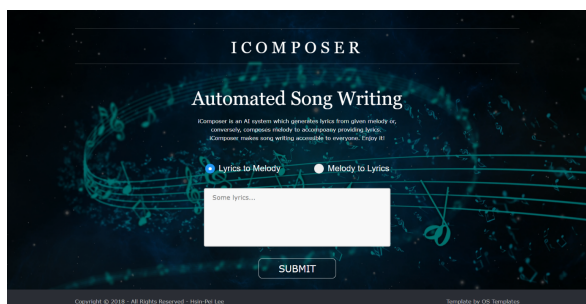 ICOMPOSER
Automated Song Writing
iComposer is an AI system which generates lyrics from given melody or,
conversely, composes melody to accompany providing lyrics.
iComposer makes song writing accessible to everyone. Enjoy it!
Lyrics to Melody Melody to Lyrics
Some lyrics...
SUBMIT
Copyright © 2018 - All Rights Reserved - Hsin-Pei Lee Template by OS Templates